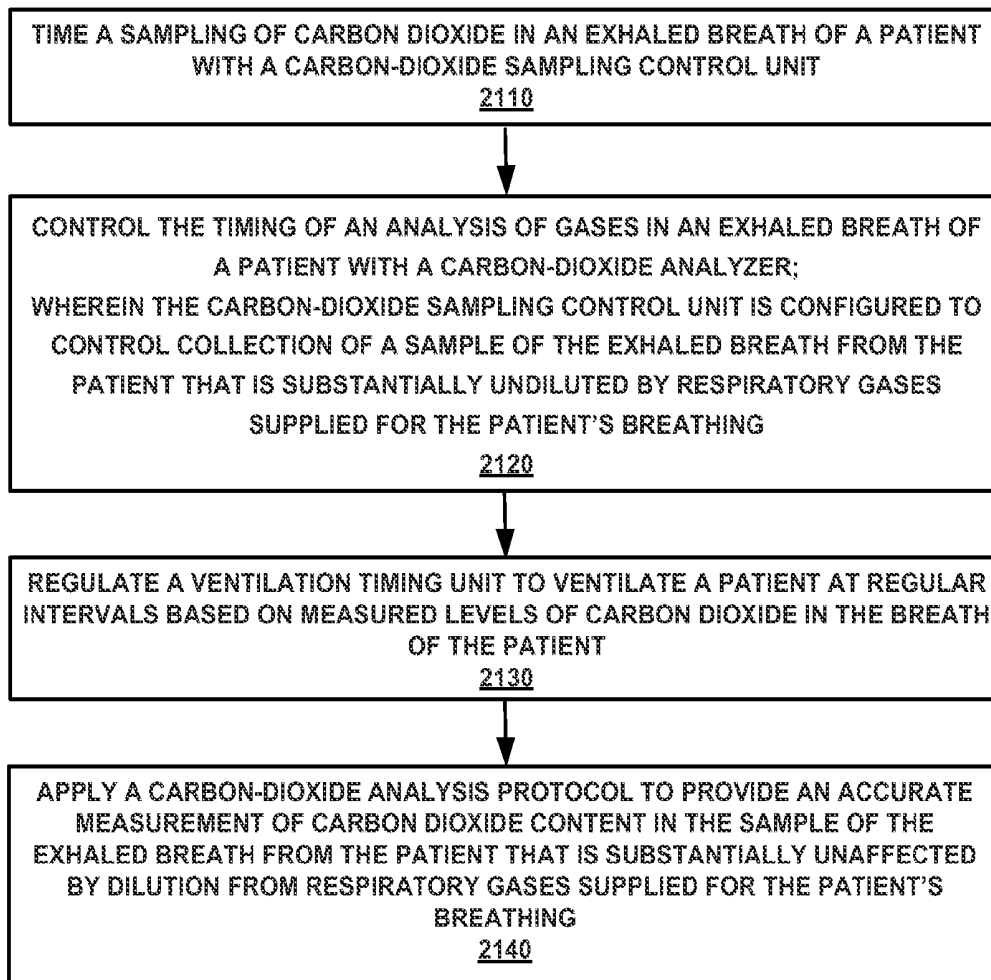 TIME A SAMPLING OF CARBON DIOXIDE IN AN EXHALED BREATH OF A PATIENT
WITH A CARBON-DIOXIDE SAMPLING CONTROL UNIT
2110
CONTROL THE TIMING OF AN ANALYSIS OF GASES IN AN EXHALED BREATH OF
A PATIENT WITH A CARBON-DIOXIDE ANALYZER;
WHEREIN THE CARBON-DIOXIDE SAMPLING CONTROL UNIT IS CONFIGURED TO
CONTROL COLLECTION OF A SAMPLE OF THE EXHALED BREATH FROM THE
PATIENT THAT IS SUBSTANTIALLY UNDILUTED BY RESPIRATORY GASES
SUPPLIED FOR THE PATIENT'S BREATHING
2120
REGULATE A VENTILATION TIMING UNIT TO VENTILATE A PATIENT AT REGULAR
INTERVALS BASED ON MEASURED LEVELS OF CARBON DIOXIDE IN THE BREATH
OF THE PATIENT
2130
APPLY A CARBON-DIOXIDE ANALYSIS PROTOCOL TO PROVIDE AN ACCURATE
MEASUREMENT OF CARBON DIOXIDE CONTENT IN THE SAMPLE OF THE
EXHALED BREATH FROM THE PATIENT THAT IS SUBSTANTIALLY UNAFFECTED
BY DILUTION FROM RESPIRATORY GASES SUPPLIED FOR THE PATIENT'S
BREATHING
2140